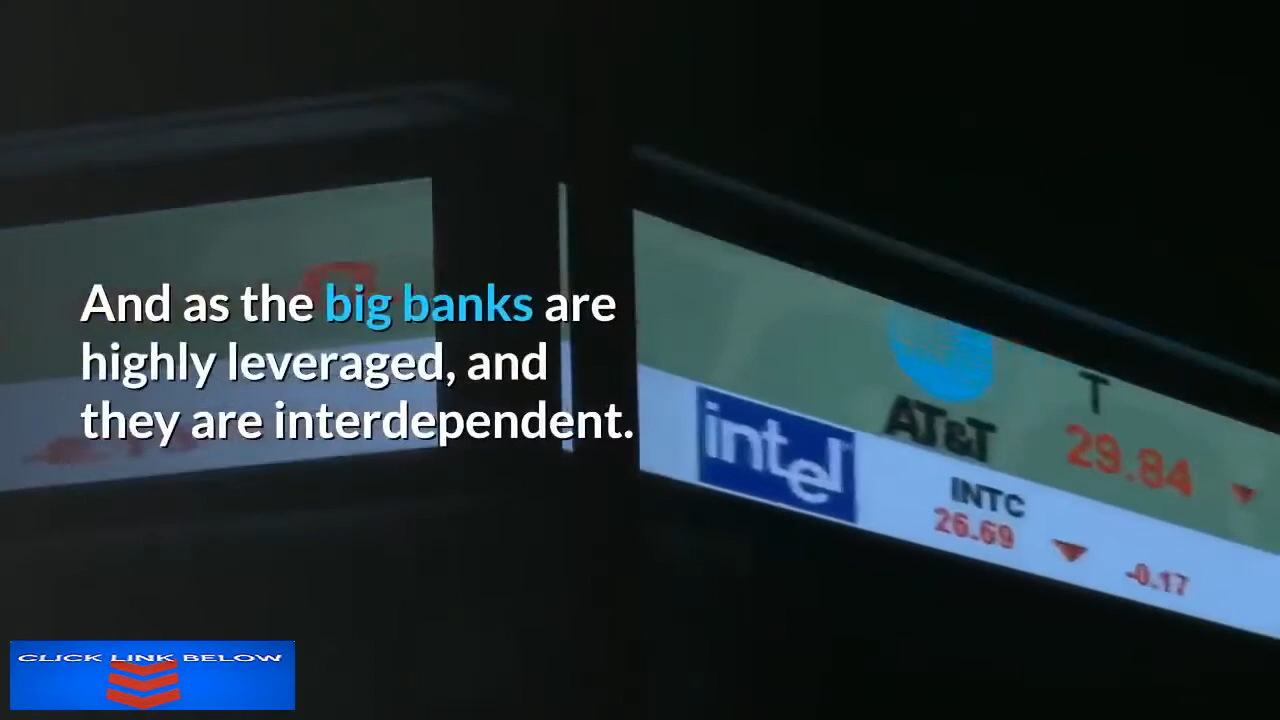 And as the big banks are
highly leveraged, and
they are interdependent.
AT&T
T
29.84
intel
INTC
26.69
-0.17
CLICK LINK BELOW